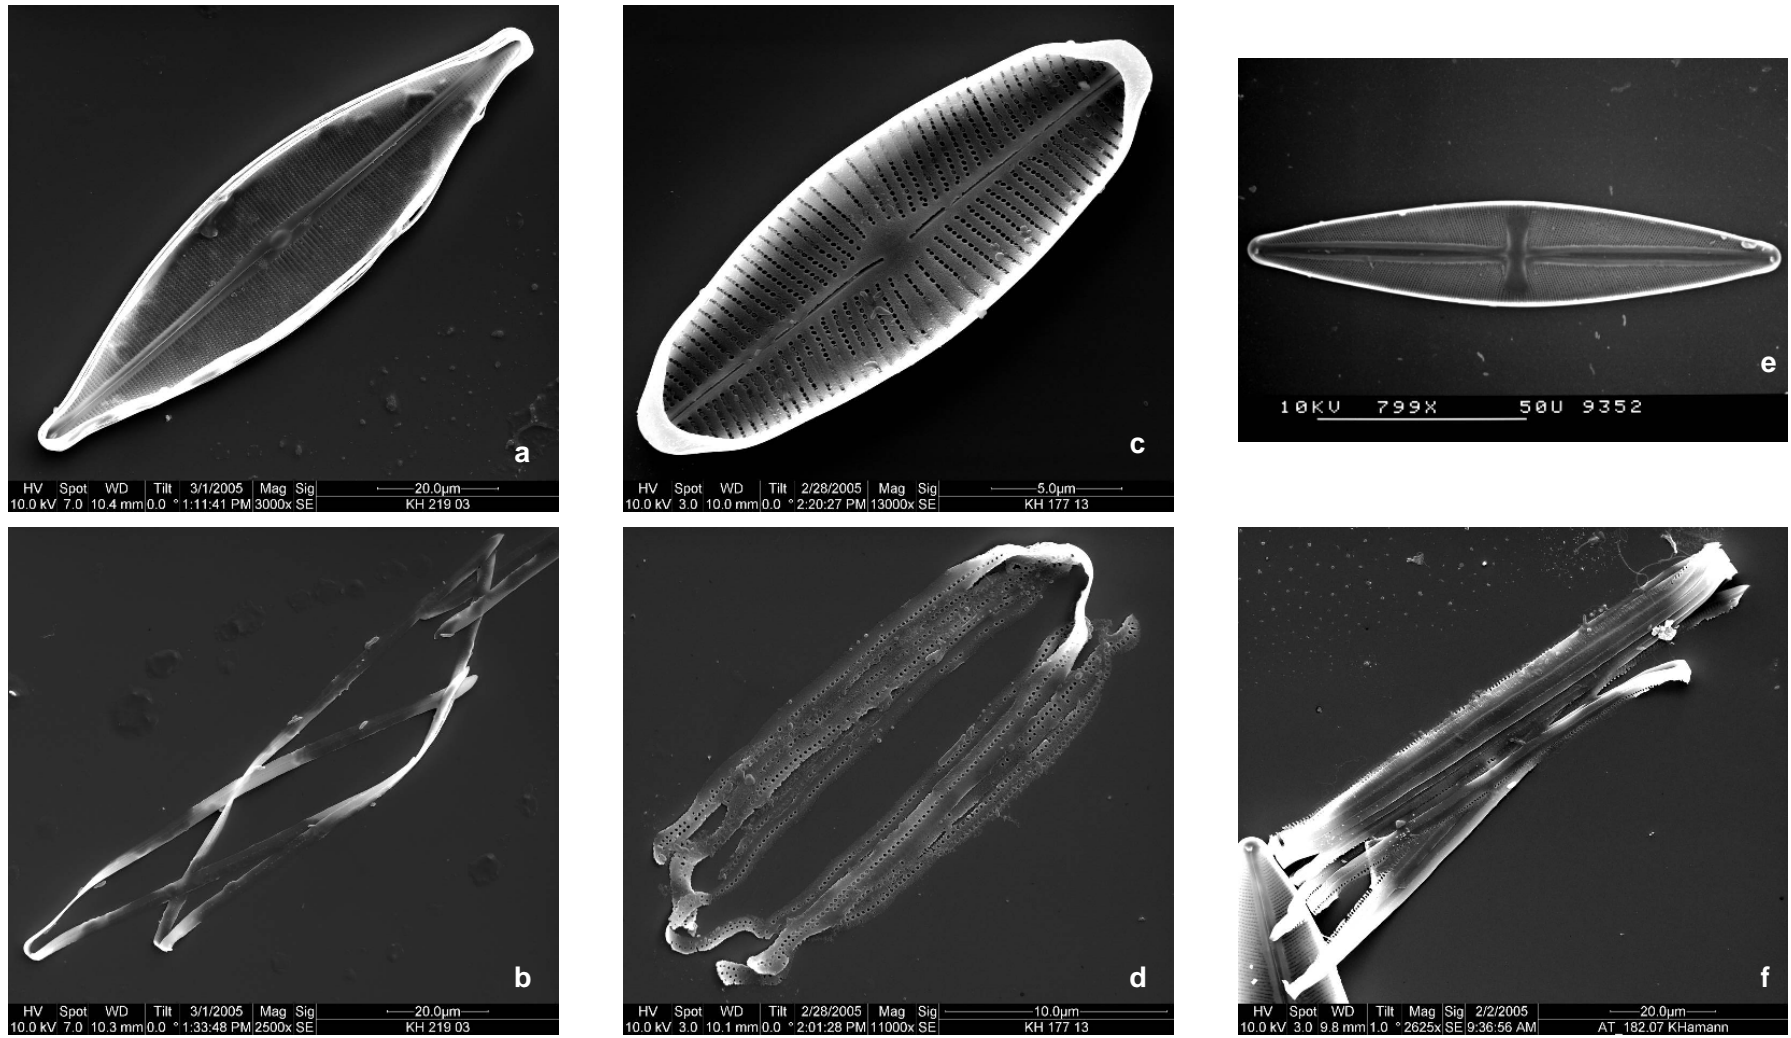 a
HV Spot WD Tilt 3/1/2005 Mag Sig 20.0µm
10.0 kV 7.0 10.4 mm 0.0 ° 1:11:41 PM 3000x SE KH 219 03
c
HV Spot WD Tilt 2/28/2005 Mag Sig 5.0µm
10.0 kV 3.0 10.0 mm 0.0 ° 2:20:27 PM 13000x SE KH 177 13
e
10KV 799X 50U 9352
b
HV Spot WD Tilt 3/1/2005 Mag Sig 20.0µm
10.0 kV 7.0 10.3 mm 0.0 ° 1:33:48 PM 2500x SE KH 219 03
d
HV Spot WD Tilt 2/28/2005 Mag Sig 10.0µm
10.0 kV 3.0 10.1 mm 0.0 ° 2:01:28 PM 11000x SE KH 177 13
f
HV Spot WD Tilt Mag Sig 2/2/2005 20.0µm
10.0 kV 3.0 9.8 mm 1.0 ° 2625x SE 9:36:56 AM AT_182.07 KHamann